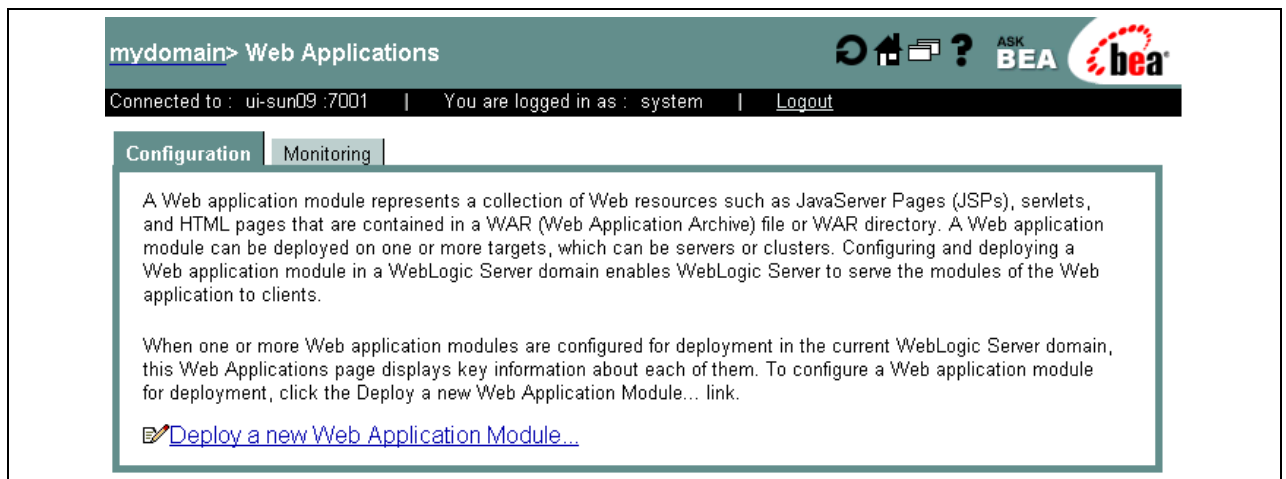 mydomain> Web Applications
ASK
BEA
bea
Connected to : ui-sun09 :7001 | You are logged in as : system | Logout
Configuration
Monitoring
A Web application module represents a collection of Web resources such as JavaServer Pages (JSPs), servlets,
and HTML pages that are contained in a WAR (Web Application Archive) file or WAR directory. A Web application
module can be deployed on one or more targets, which can be servers or clusters. Configuring and deploying a
Web application module in a WebLogic Server domain enables WebLogic Server to serve the modules of the Web
application to clients.
When one or more Web application modules are configured for deployment in the current WebLogic Server domain,
this Web Applications page displays key information about each of them. To configure a Web application module
for deployment, click the Deploy a new Web Application Module... link.
Deploy a new Web Application Module...